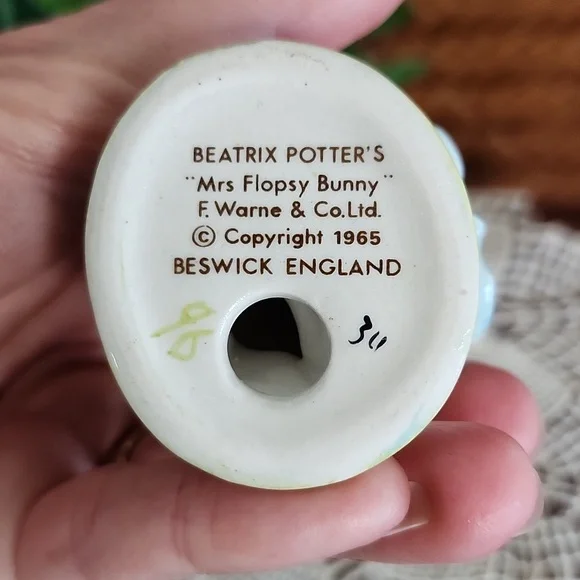 BEATRIX POTTER'S
"Mrs Flopsy Bunny"
F. Warne & Co.Ltd.
© Copyright 1965
BESWICK ENGLAND